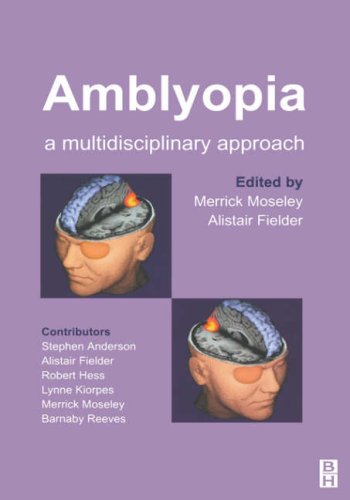 Amblyopia
a multidisciplinary approach
Edited by
Merrick Moseley
Alistair Fielder
Contributors
Stephen Anderson
Alistair Fielder
Robert Hess
Lynne Kiorpes
Merrick Moseley
Barnaby Reeves
B
H